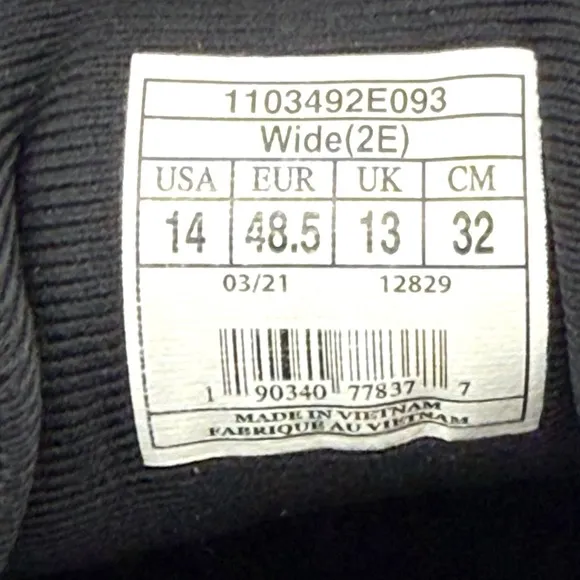 1103492E093
Wide(2E)
USA EUR UK CM
14 48.5 13 32
03/21 12829
1 90340 77837 7
MADE IN VIETNAM
FABRIQUE AU VIETNAM